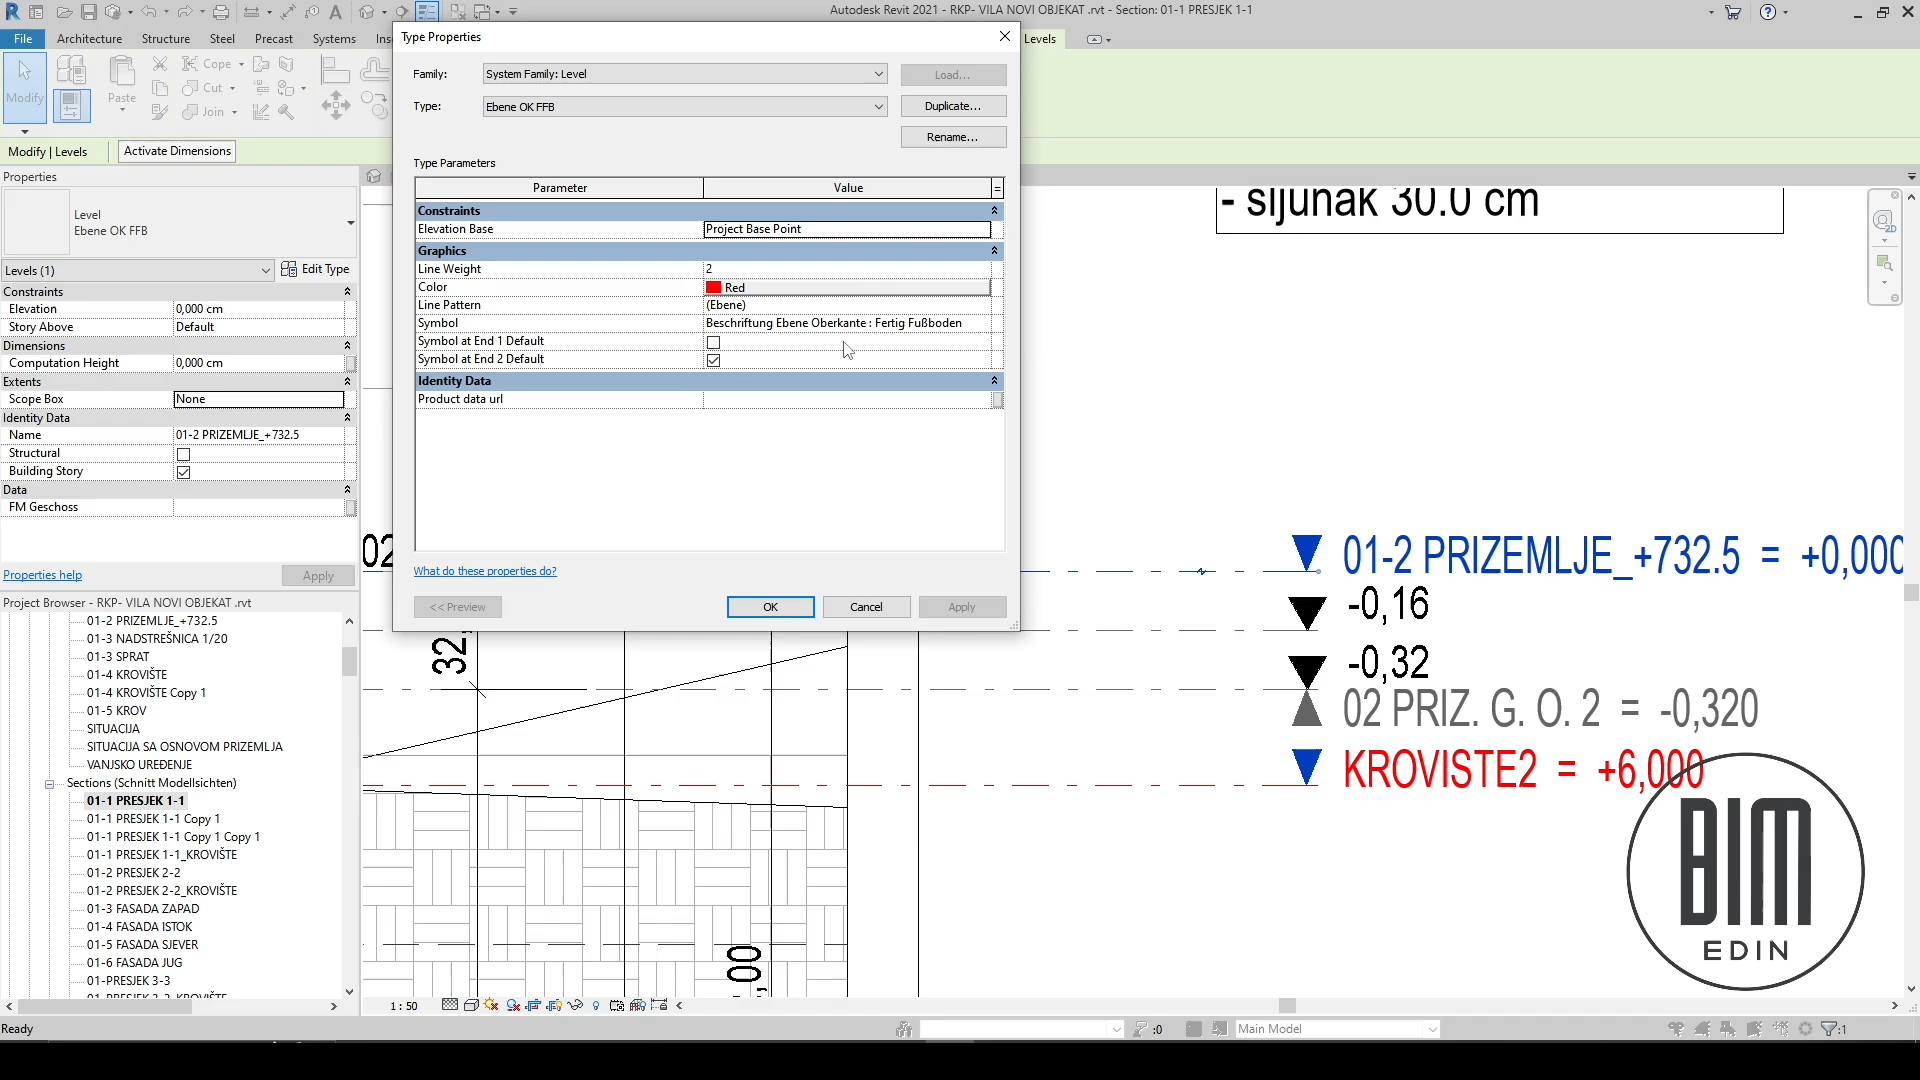 Autodesk Revit 2021 - RKP- VILA NOVI OBJEKAT .rvt - Section: 01-1 PRESJEK 1-1
File Architecture Structure Steel Precast Systems Levels
Modify
Paste
Cope
Cut
Join
Modify | Levels Activate Dimensions
Type Properties
Family: System Family: Level Load...
Type: Ebene OK FFB Duplicate...
Rename...
Type Parameters
Parameter Value =
Constraints
Elevation Base Project Base Point
Graphics
Line Weight 2
Color Red
Line Pattern (Ebene)
Symbol Beschriftung Ebene Oberkante : Fertig Fußboden
Symbol at End 1 Default
Symbol at End 2 Default
Identity Data
Product data url
What do these properties do?
<< Preview OK Cancel Apply
Properties
Level
Ebene OK FFB
Levels (1) Edit Type
Constraints
Elevation 0,000 cm
Story Above Default
Dimensions
Computation Height 0,000 cm
Extents
Scope Box None
Identity Data
Name 01-2 PRIZEMLJE_+732.5
Structural
Building Story
Data
FM Geschoss
Properties help Apply
Project Browser - RKP- VILA NOVI OBJEKAT .rvt
01-2 PRIZEMLJE_+732.5
01-3 NADSTREŠNICA 1/20
01-3 SPRAT
01-4 KROVIŠTE
01-4 KROVIŠTE Copy 1
01-5 KROV
SITUACIJA
SITUACIJA SA OSNOVOM PRIZEMLJA
VANJSKO UREĐENJE
Sections (Schnitt Modellsichten)
01-1 PRESJEK 1-1
01-1 PRESJEK 1-1 Copy 1
01-1 PRESJEK 1-1 Copy 1 Copy 1
01-1 PRESJEK 1-1_KROVIŠTE
01-2 PRESJEK 2-2
01-2 PRESJEK 2-2_KROVIŠTE
01-3 FASADA ZAPAD
01-4 FASADA ISTOK
01-5 FASADA SJEVER
01-6 FASADA JUG
01-PRESJEK 3-3
- šljunak 30.0 cm
2D
02
01-2 PRIZEMLJE_+732.5 = +0,000
-0,16
-0,32
02 PRIZ. G. O. 2 = -0,320
KROVISTE2 = +6,000
32
,00
BIM
EDIN
1 : 50
Ready :0 Main Model :1